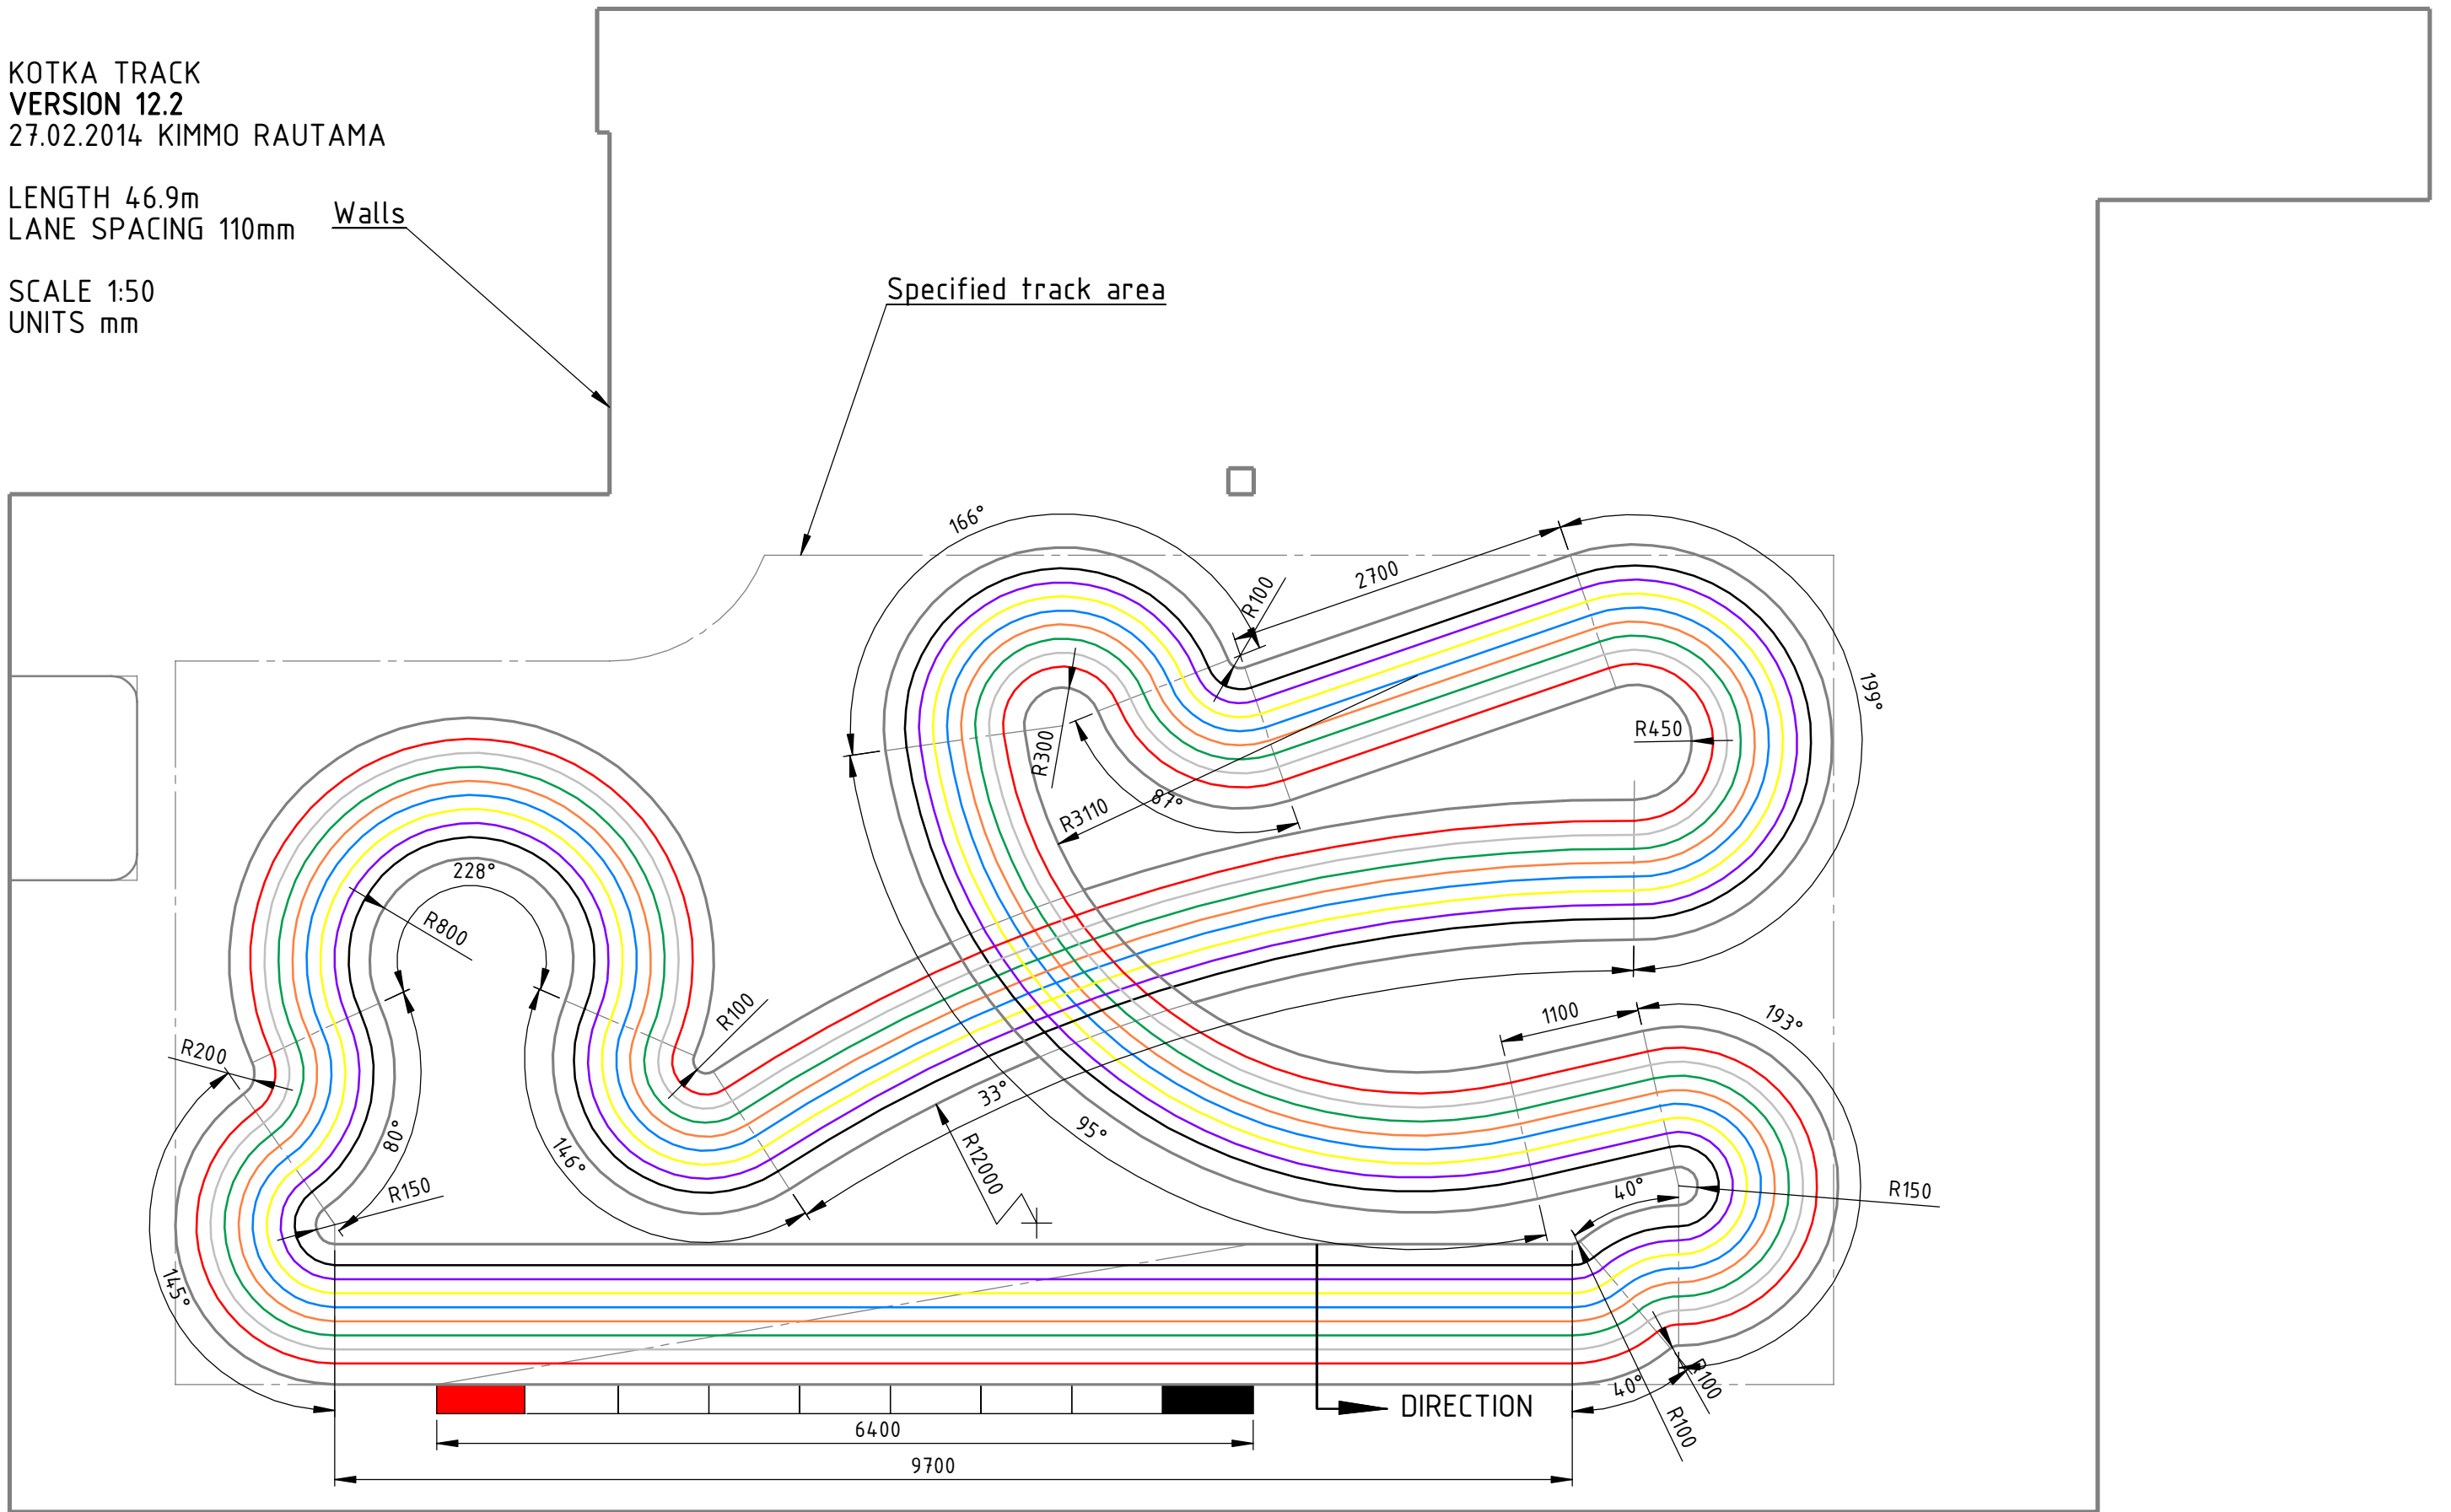 KOTKA TRACK
VERSION 12.2
27.02.2014 KIMMO RAUTAMA
LENGTH 46.9m
LANE SPACING 110mm
SCALE 1:50
UNITS mm
Walls
Specified track area
166°
R100
2700
199°
R450
R300
R3110
87°
228°
R800
R100
1100
193°
R200
80°
33°
146°
95°
R12000
R150
40°
R150
145°
R100
40°
R100
DIRECTION
6400
9700